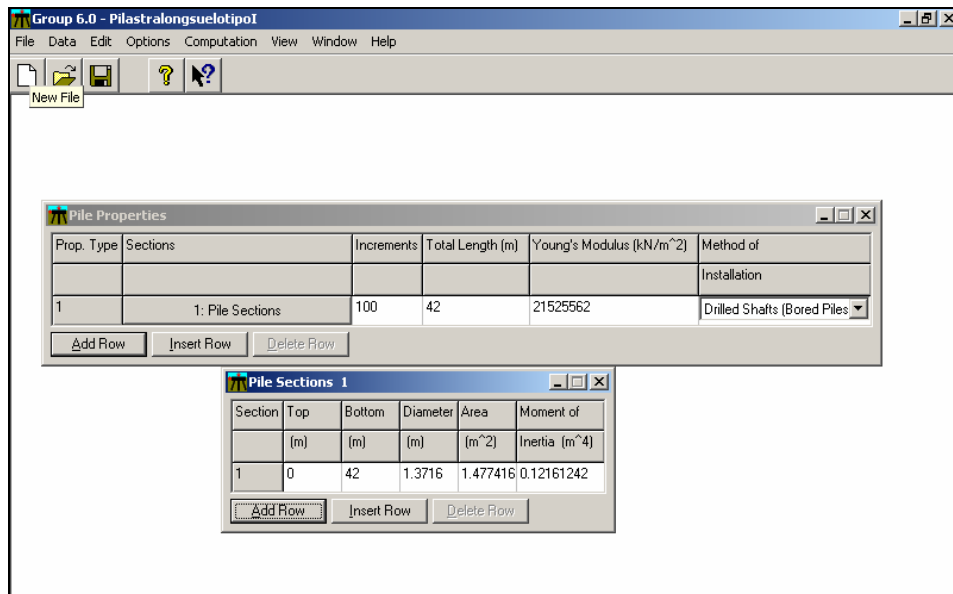 Group 6.0 - PilastralongsuelotipoI
File Data Edit Options Computation View Window Help
New File
Pile Properties
Prop. Type Sections Increments Total Length (m) Young's Modulus (kN/m^2) Method of
Installation
1 1: Pile Sections 100 42 21525562 Drilled Shafts (Bored Piles
Add Row Insert Row Delete Row
Pile Sections 1
Section Top Bottom Diameter Area Moment of
(m) (m) (m) (m^2) Inertia (m^4)
1 0 42 1.3716 1.477416 0.12161242
Add Row Insert Row Delete Row